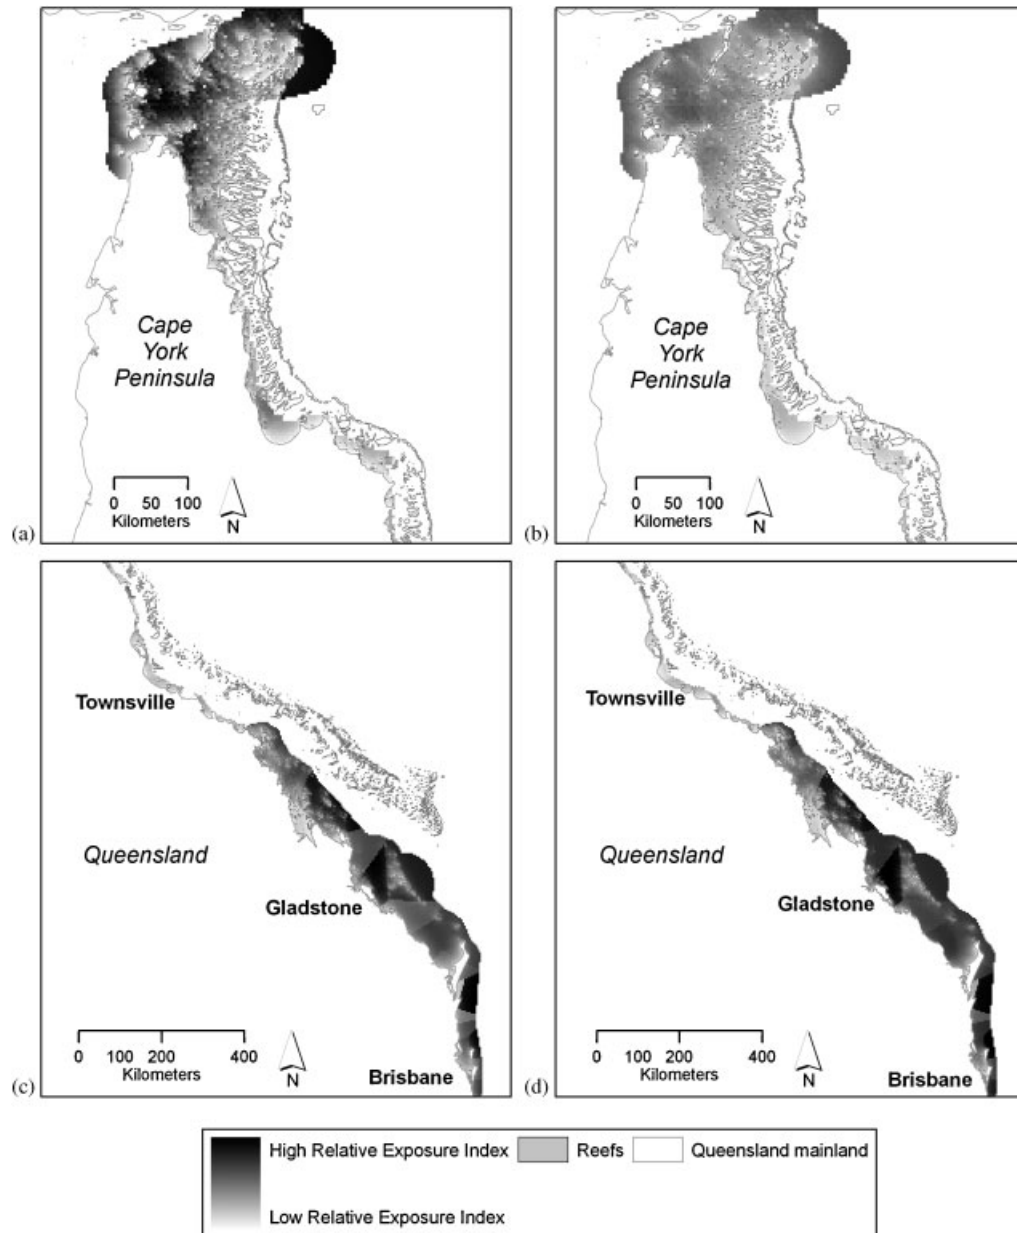 Cape
York
Peninsula
0 50 100
Kilometers
N
(a)
Cape
York
Peninsula
0 50 100
Kilometers
N
(b)
Townsville
Queensland
Gladstone
0 100 200 400
Kilometers
N
Brisbane
(c)
Townsville
Queensland
Gladstone
0 100 200 400
Kilometers
N
Brisbane
(d)
High Relative Exposure Index
Reefs
Queensland mainland
Low Relative Exposure Index